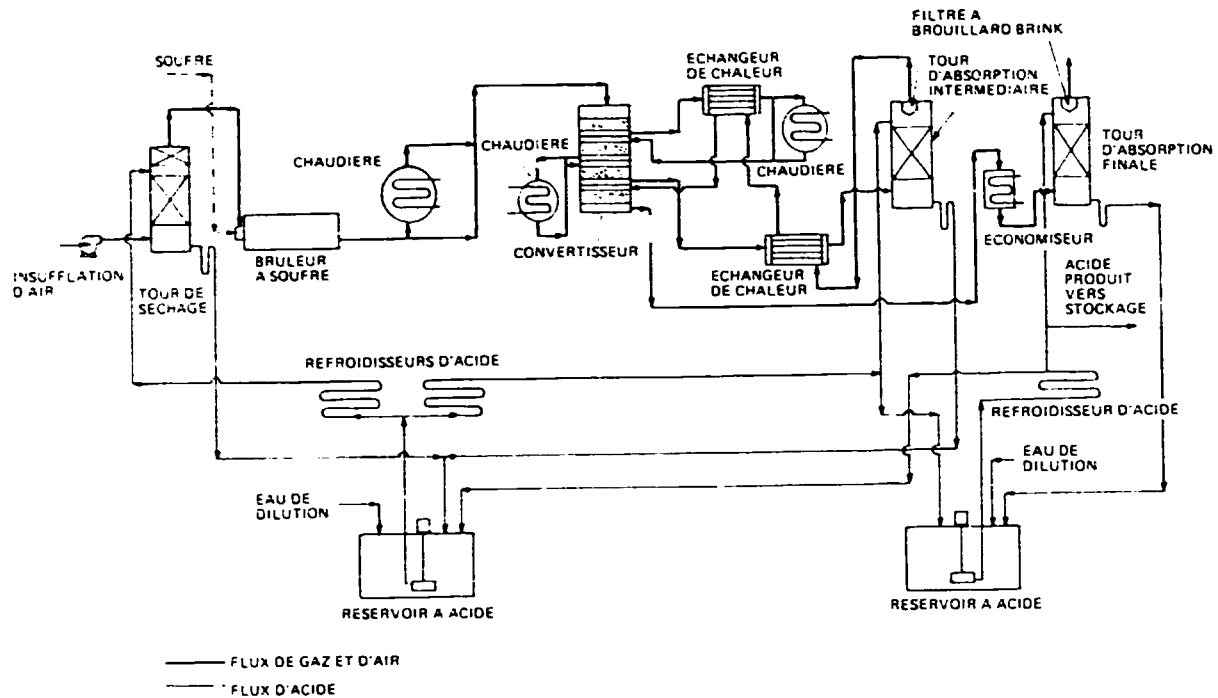 FILTRE A
BROUILLARD BRINK
SOUFRE
ECHANGEUR
DE CHALEUR
TOUR
D'ABSORPTION
INTERMEDIAIRE
CHAUDIERE
CHAUDIERE
CHAUDIERE
TOUR
D'ABSORPTION
FINALE
INSUFFLATION
D'AIR
TOUR DE
SECHAGE
BRULEUR
A SOUFRE
CONVERTISSEUR
ECHANGEUR
DE CHALEUR
ECONOMISEUR
ACIDE
PRODUIT
VERS
STOCKAGE
REFROIDISSEURS D'ACIDE
REFROIDISSEUR D'ACIDE
EAU DE
DILUTION
EAU DE
DILUTION
RESERVOIR A ACIDE
RESERVOIR A ACIDE
FLUX DE GAZ ET D'AIR
FLUX D'ACIDE